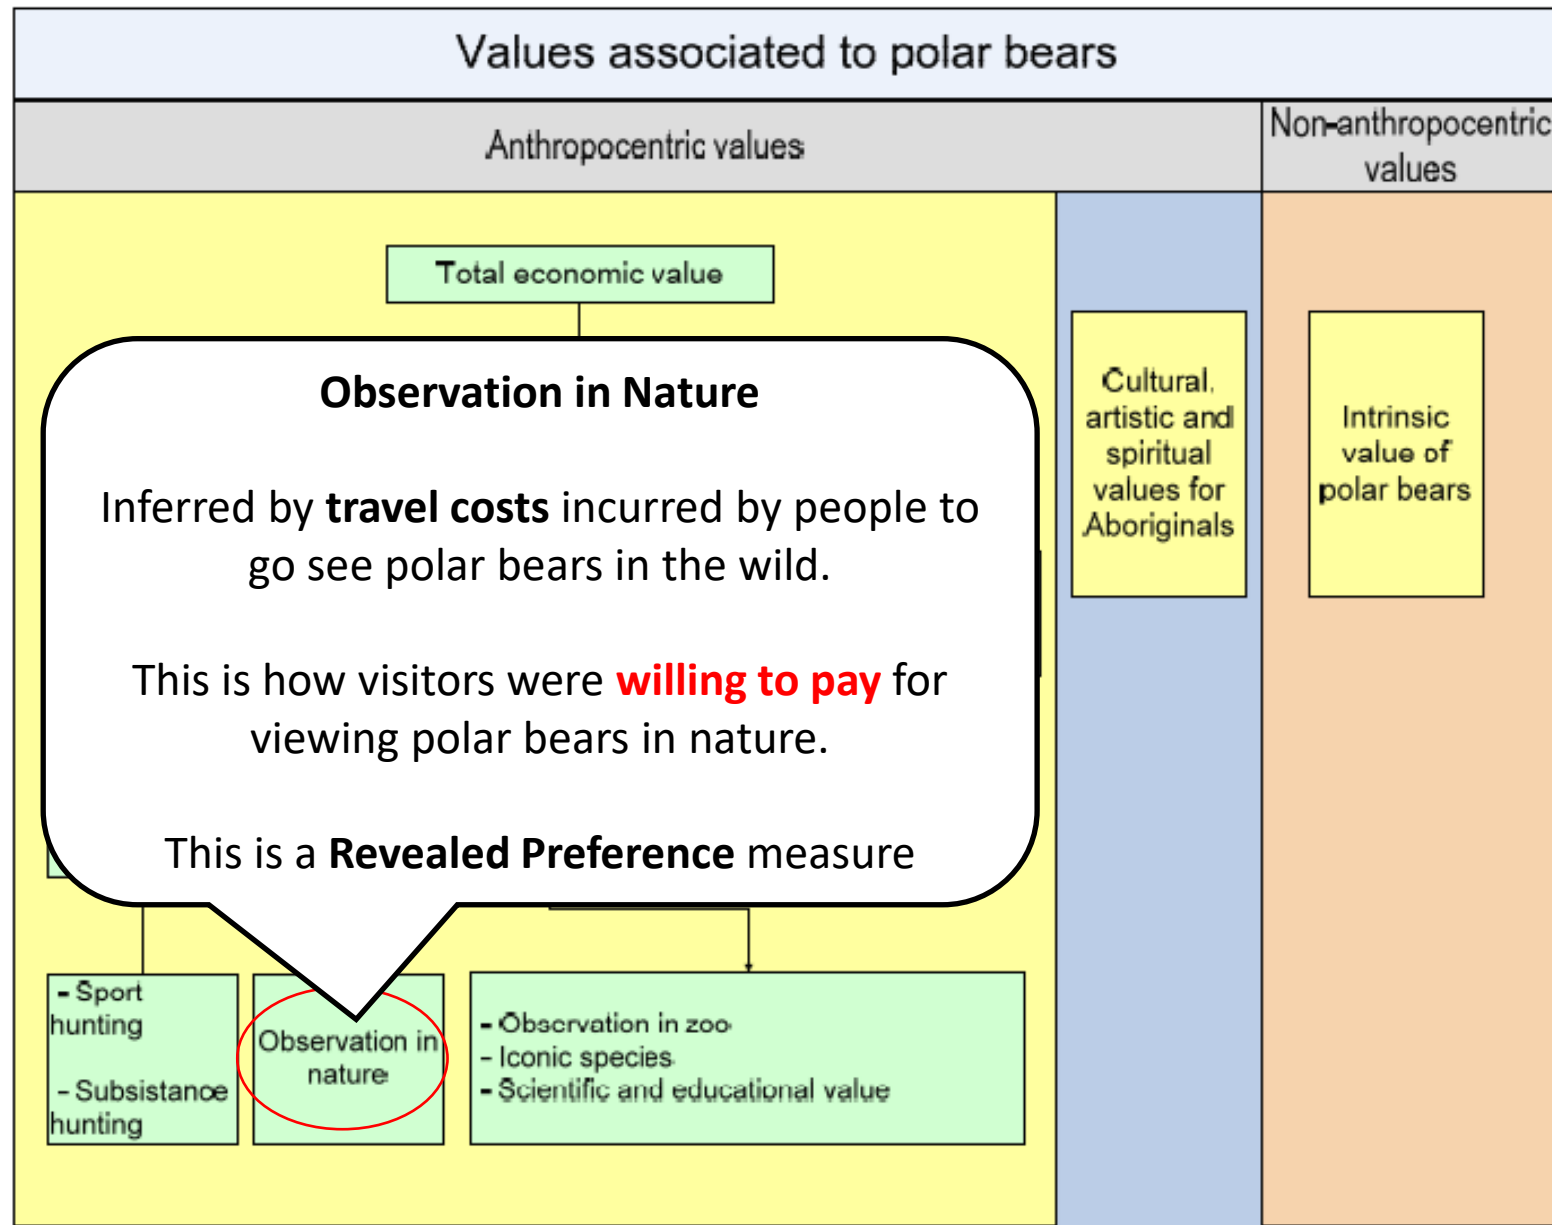 Values associated to polar bears
Anthropocentric values
Non-anthropocentric
values
Total economic value
Observation in Nature
Inferred by travel costs incurred by people to
go see polar bears in the wild.
This is how visitors were willing to pay for
viewing polar bears in nature.
This is a Revealed Preference measure
Cultural,
artistic and
spiritual
values for
Aboriginals
Intrinsic
value of
polar bears
- Sport
hunting
- Subsistance
hunting
Observation in
nature
- Observation in zoo
- Iconic species
- Scientific and educational value